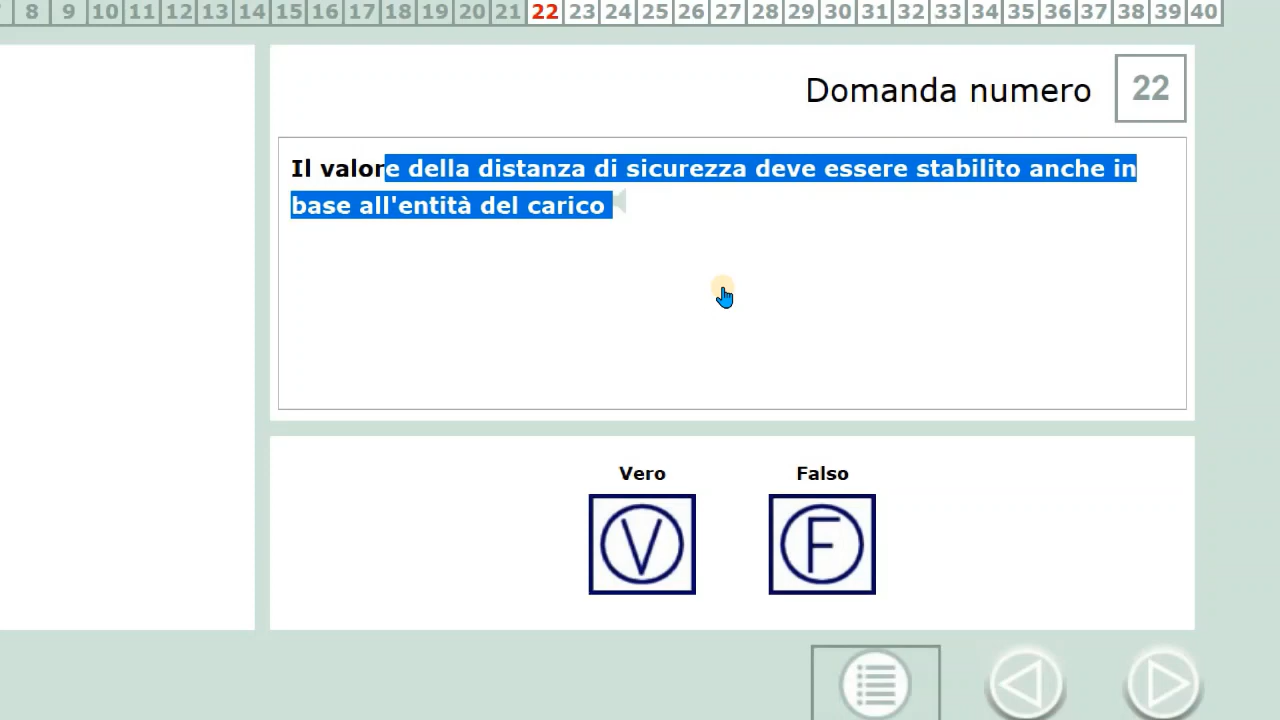 8 9 10 11 12 13 14 15 16 17 18 19 20 21 22 23 24 25 26 27 28 29 30 31 32 33 34 35 36 37 38 39 40
Domanda numero 22
Il valore della distanza di sicurezza deve essere stabilito anche in
base all'entità del carico
Vero Falso
V F